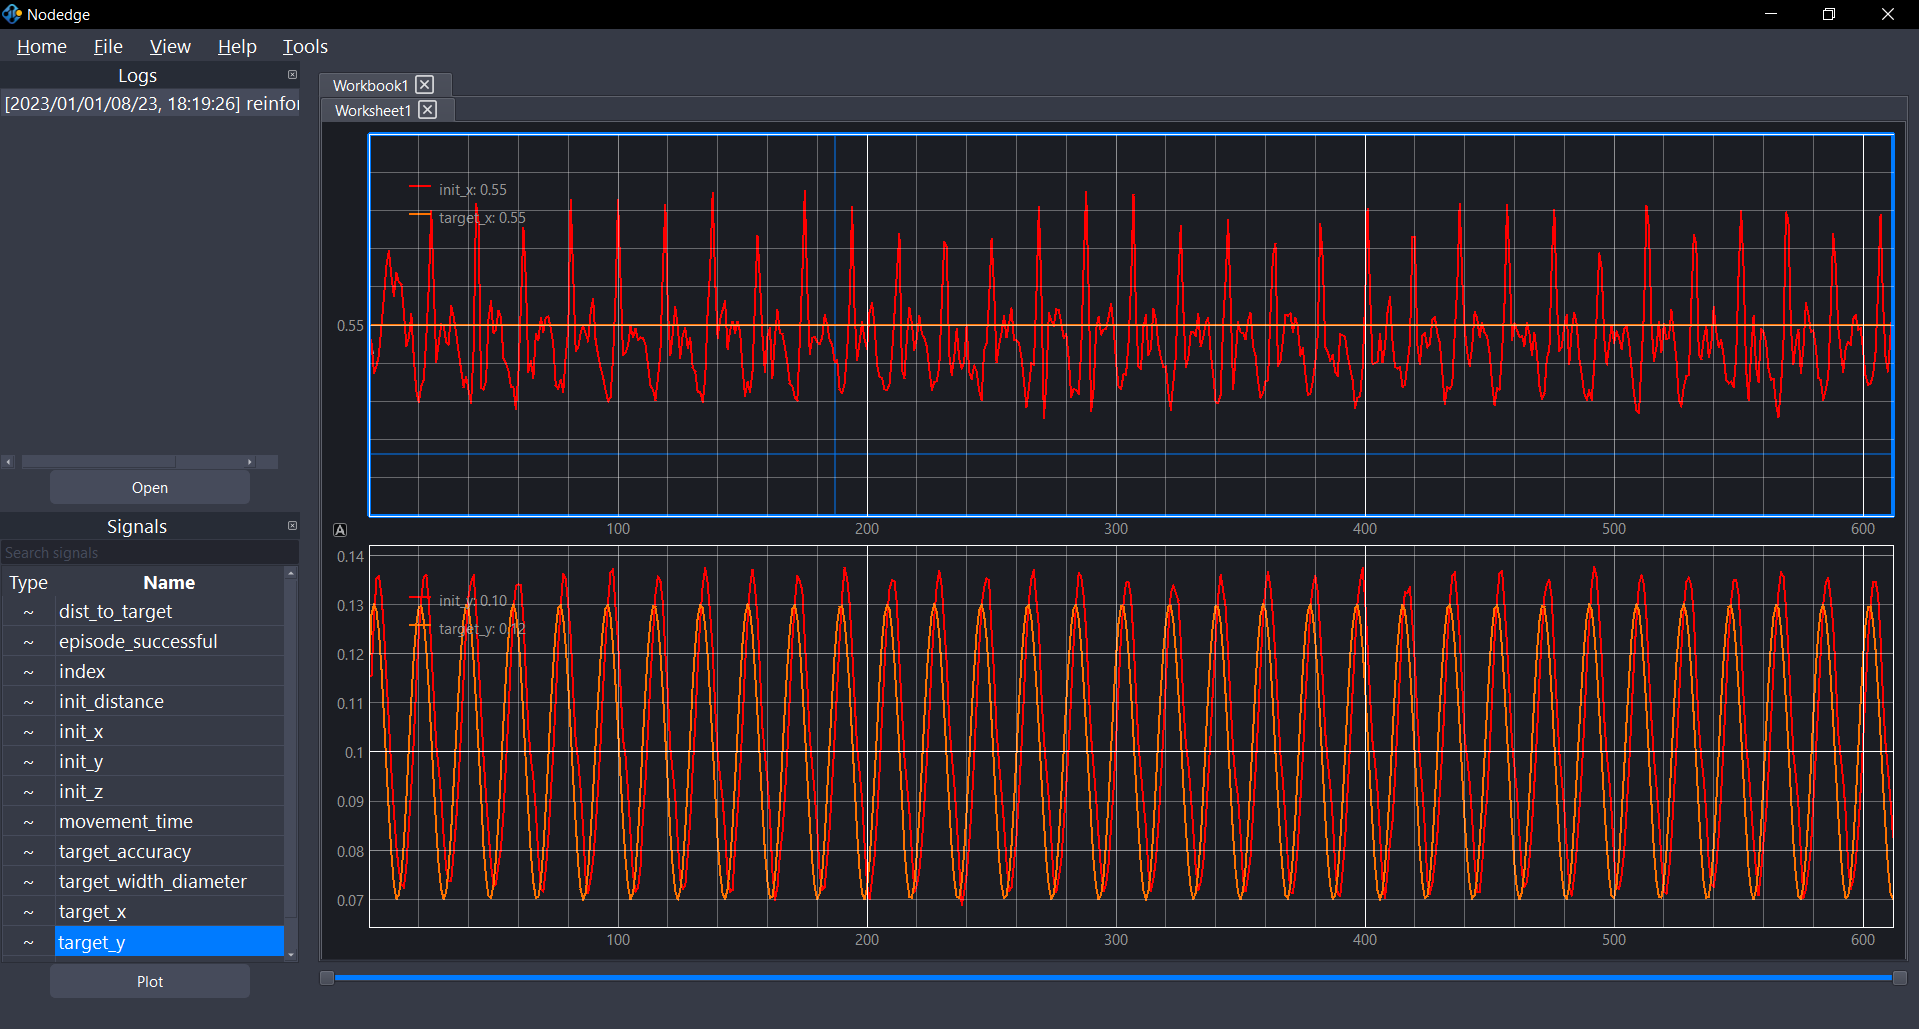 Nodedge
Home File View Help Tools
Logs
[2023/01/01/08/23, 18:19:26] reinfor
Open
Signals
Search signals
Type Name
~ dist_to_target
~ episode_successful
~ index
~ init_distance
~ init_x
~ init_y
~ init_z
~ movement_time
~ target_accuracy
~ target_width_diameter
~ target_x
~ target_y
Plot
Workbook1
Worksheet1
init_x: 0.55
target_x: 0.55
0.55
A
100 200 300 400 500 600
0.14
0.13
0.12
0.11
0.1
0.09
0.08
0.07
init_y: 0.10
target_y: 0.12
100 200 300 400 500 600